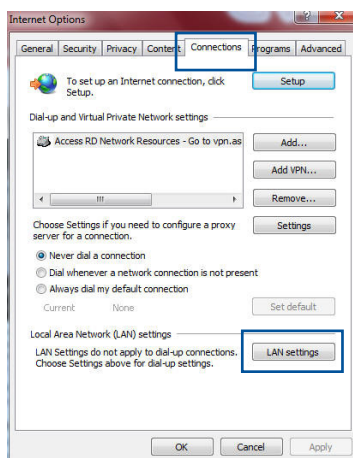 Internet Options
General Security Privacy Content Connections Programs Advanced
To set up an Internet connection, click
Setup.
Setup
Dial-up and Virtual Private Network settings
Access RD Network Resources - Go to vpn.as
Add...
Add VPN...
Remove...
Choose Settings if you need to configure a proxy
server for a connection.
Settings
Never dial a connection
Dial whenever a network connection is not present
Always dial my default connection
Current None
Set default
Local Area Network (LAN) settings
LAN Settings do not apply to dial-up connections.
Choose Settings above for dial-up settings.
LAN settings
OK Cancel Apply